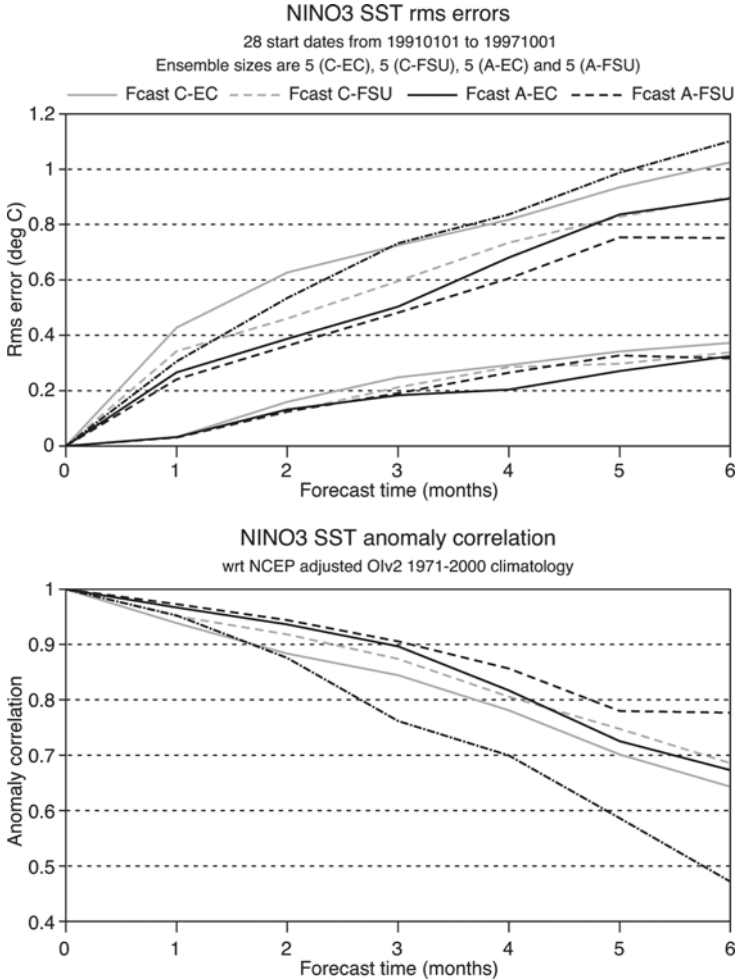 NINO3 SST rms errors
28 start dates from 19910101 to 19971001
Ensemble sizes are 5 (C-EC), 5 (C-FSU), 5 (A-EC) and 5 (A-FSU)
Fcast C-EC Fcast C-FSU Fcast A-EC Fcast A-FSU
1.2
1
0.8
0.6
0.4
0.2
0
Rms error (deg C)
0 1 2 3 4 5 6
Forecast time (months)
NINO3 SST anomaly correlation
wrt NCEP adjusted OIv2 1971-2000 climatology
1
0.9
0.8
0.7
0.6
0.5
0.4
Anomaly correlation
0 1 2 3 4 5 6
Forecast time (months)